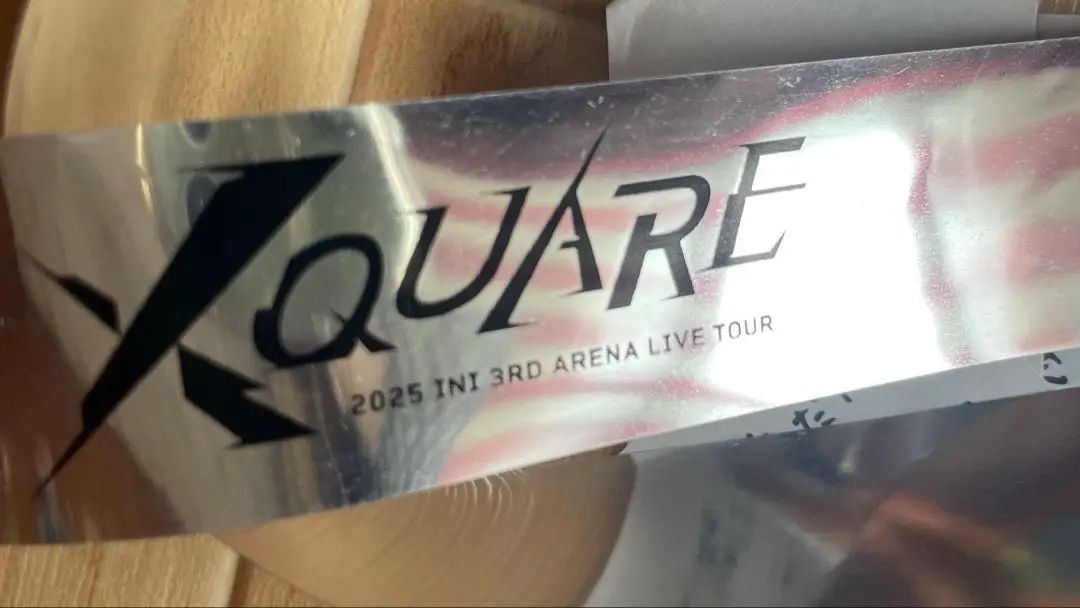 XQUARE
2025 INI 3RD ARENA LIVE TOUR